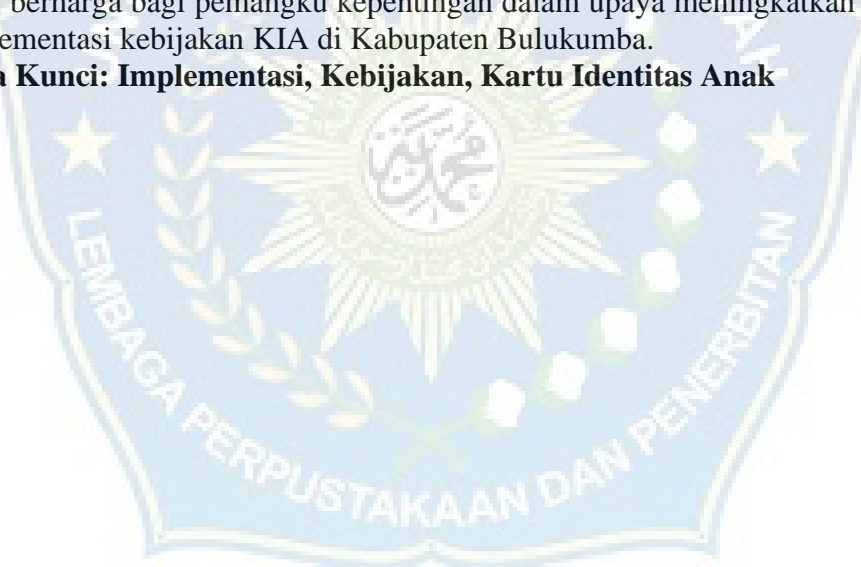 berharga bagi pemangku kepentingan dalam upaya meningkatkan
ementasi kebijakan KIA di Kabupaten Bulukumba.
a Kunci: Implementasi, Kebijakan, Kartu Identitas Anak
LEMBAGA PERPUSTAKAAN DAN PENERBITAN